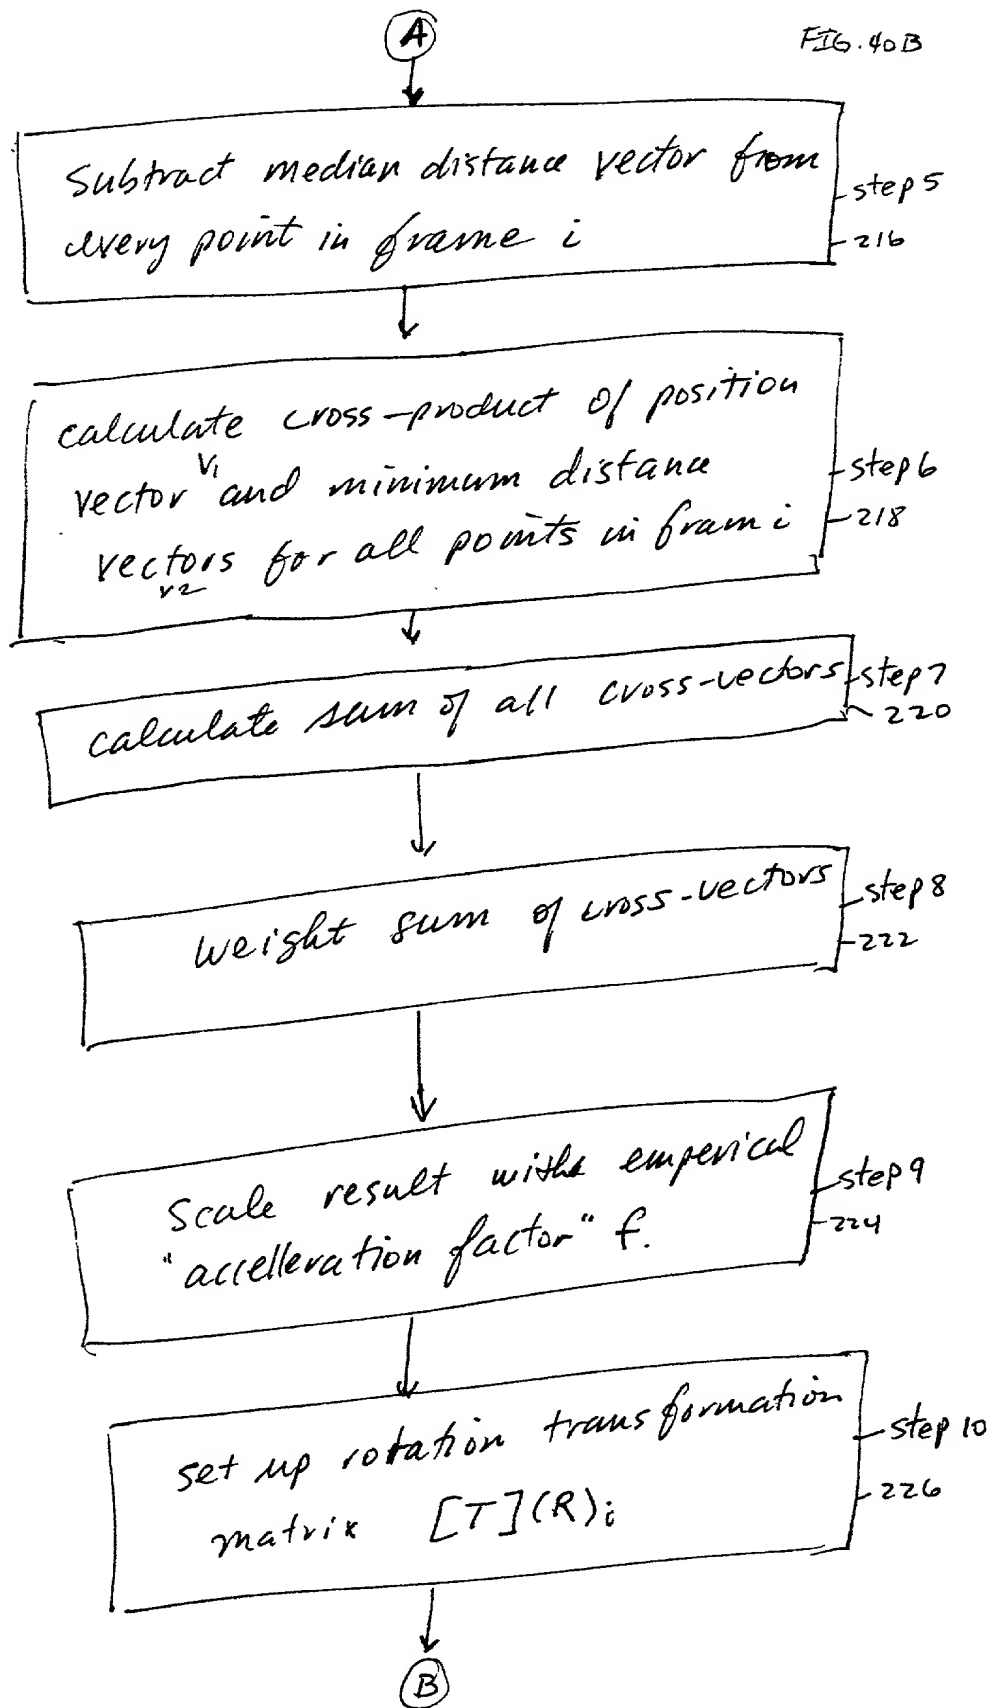 A
FIG. 40B
Subtract median distance vector from
every point in frame i
step 5
216
calculate cross-product of position
vector V1 and minimum distance
vectors v2 for all points in fram i
step 6
218
calculate sum of all cross-vectors
step 7
220
weight sum of cross-vectors
step 8
222
Scale result with emperical
"accelleration factor" f.
step 9
224
set up rotation transformation
matrix [T](R)i
step 10
226
B